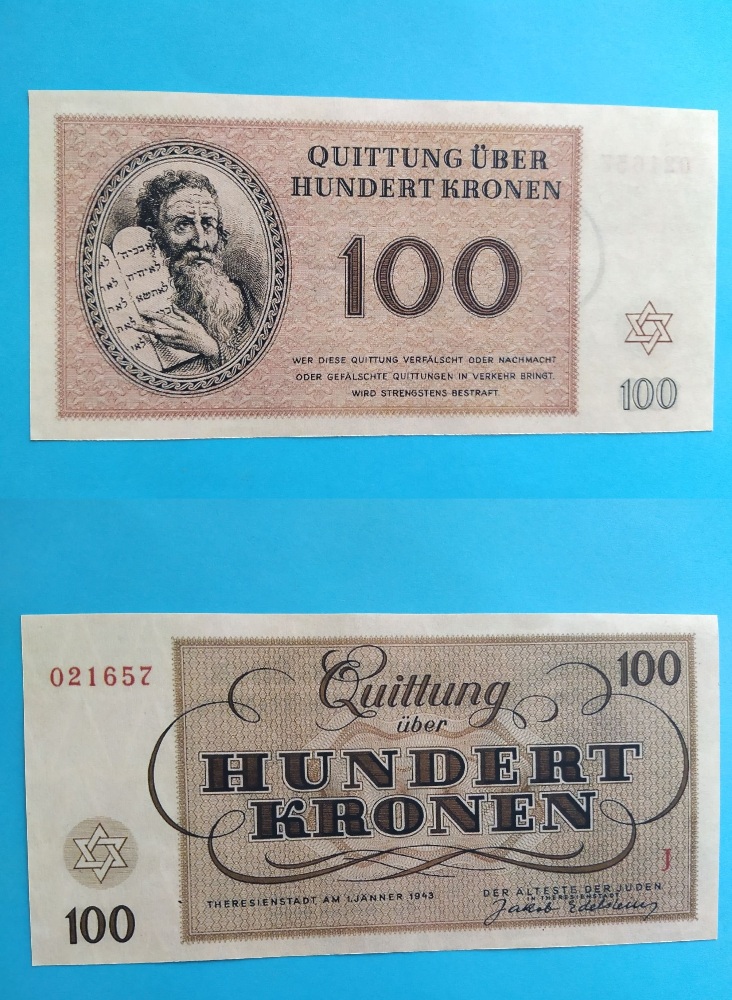 QUITTUNG ÜBER
HUNDERT KRONEN
100
WER DIESE QUITTUNG VERFÄLSCHT ODER NACHMACHT
ODER GEFÄLSCHTE QUITTUNGEN IN VERKEHR BRINGT.
WIRD STRENGSTENS BESTRAFT
100
021657
Quittung
100
über
HUNDERT
KRONEN
J
THERESIENSTADT, AM 1.JÄNNER 1943
DER ÄLTESTE DER JUDEN
IN THERESIENSTADT
Jakob Edelstein
100